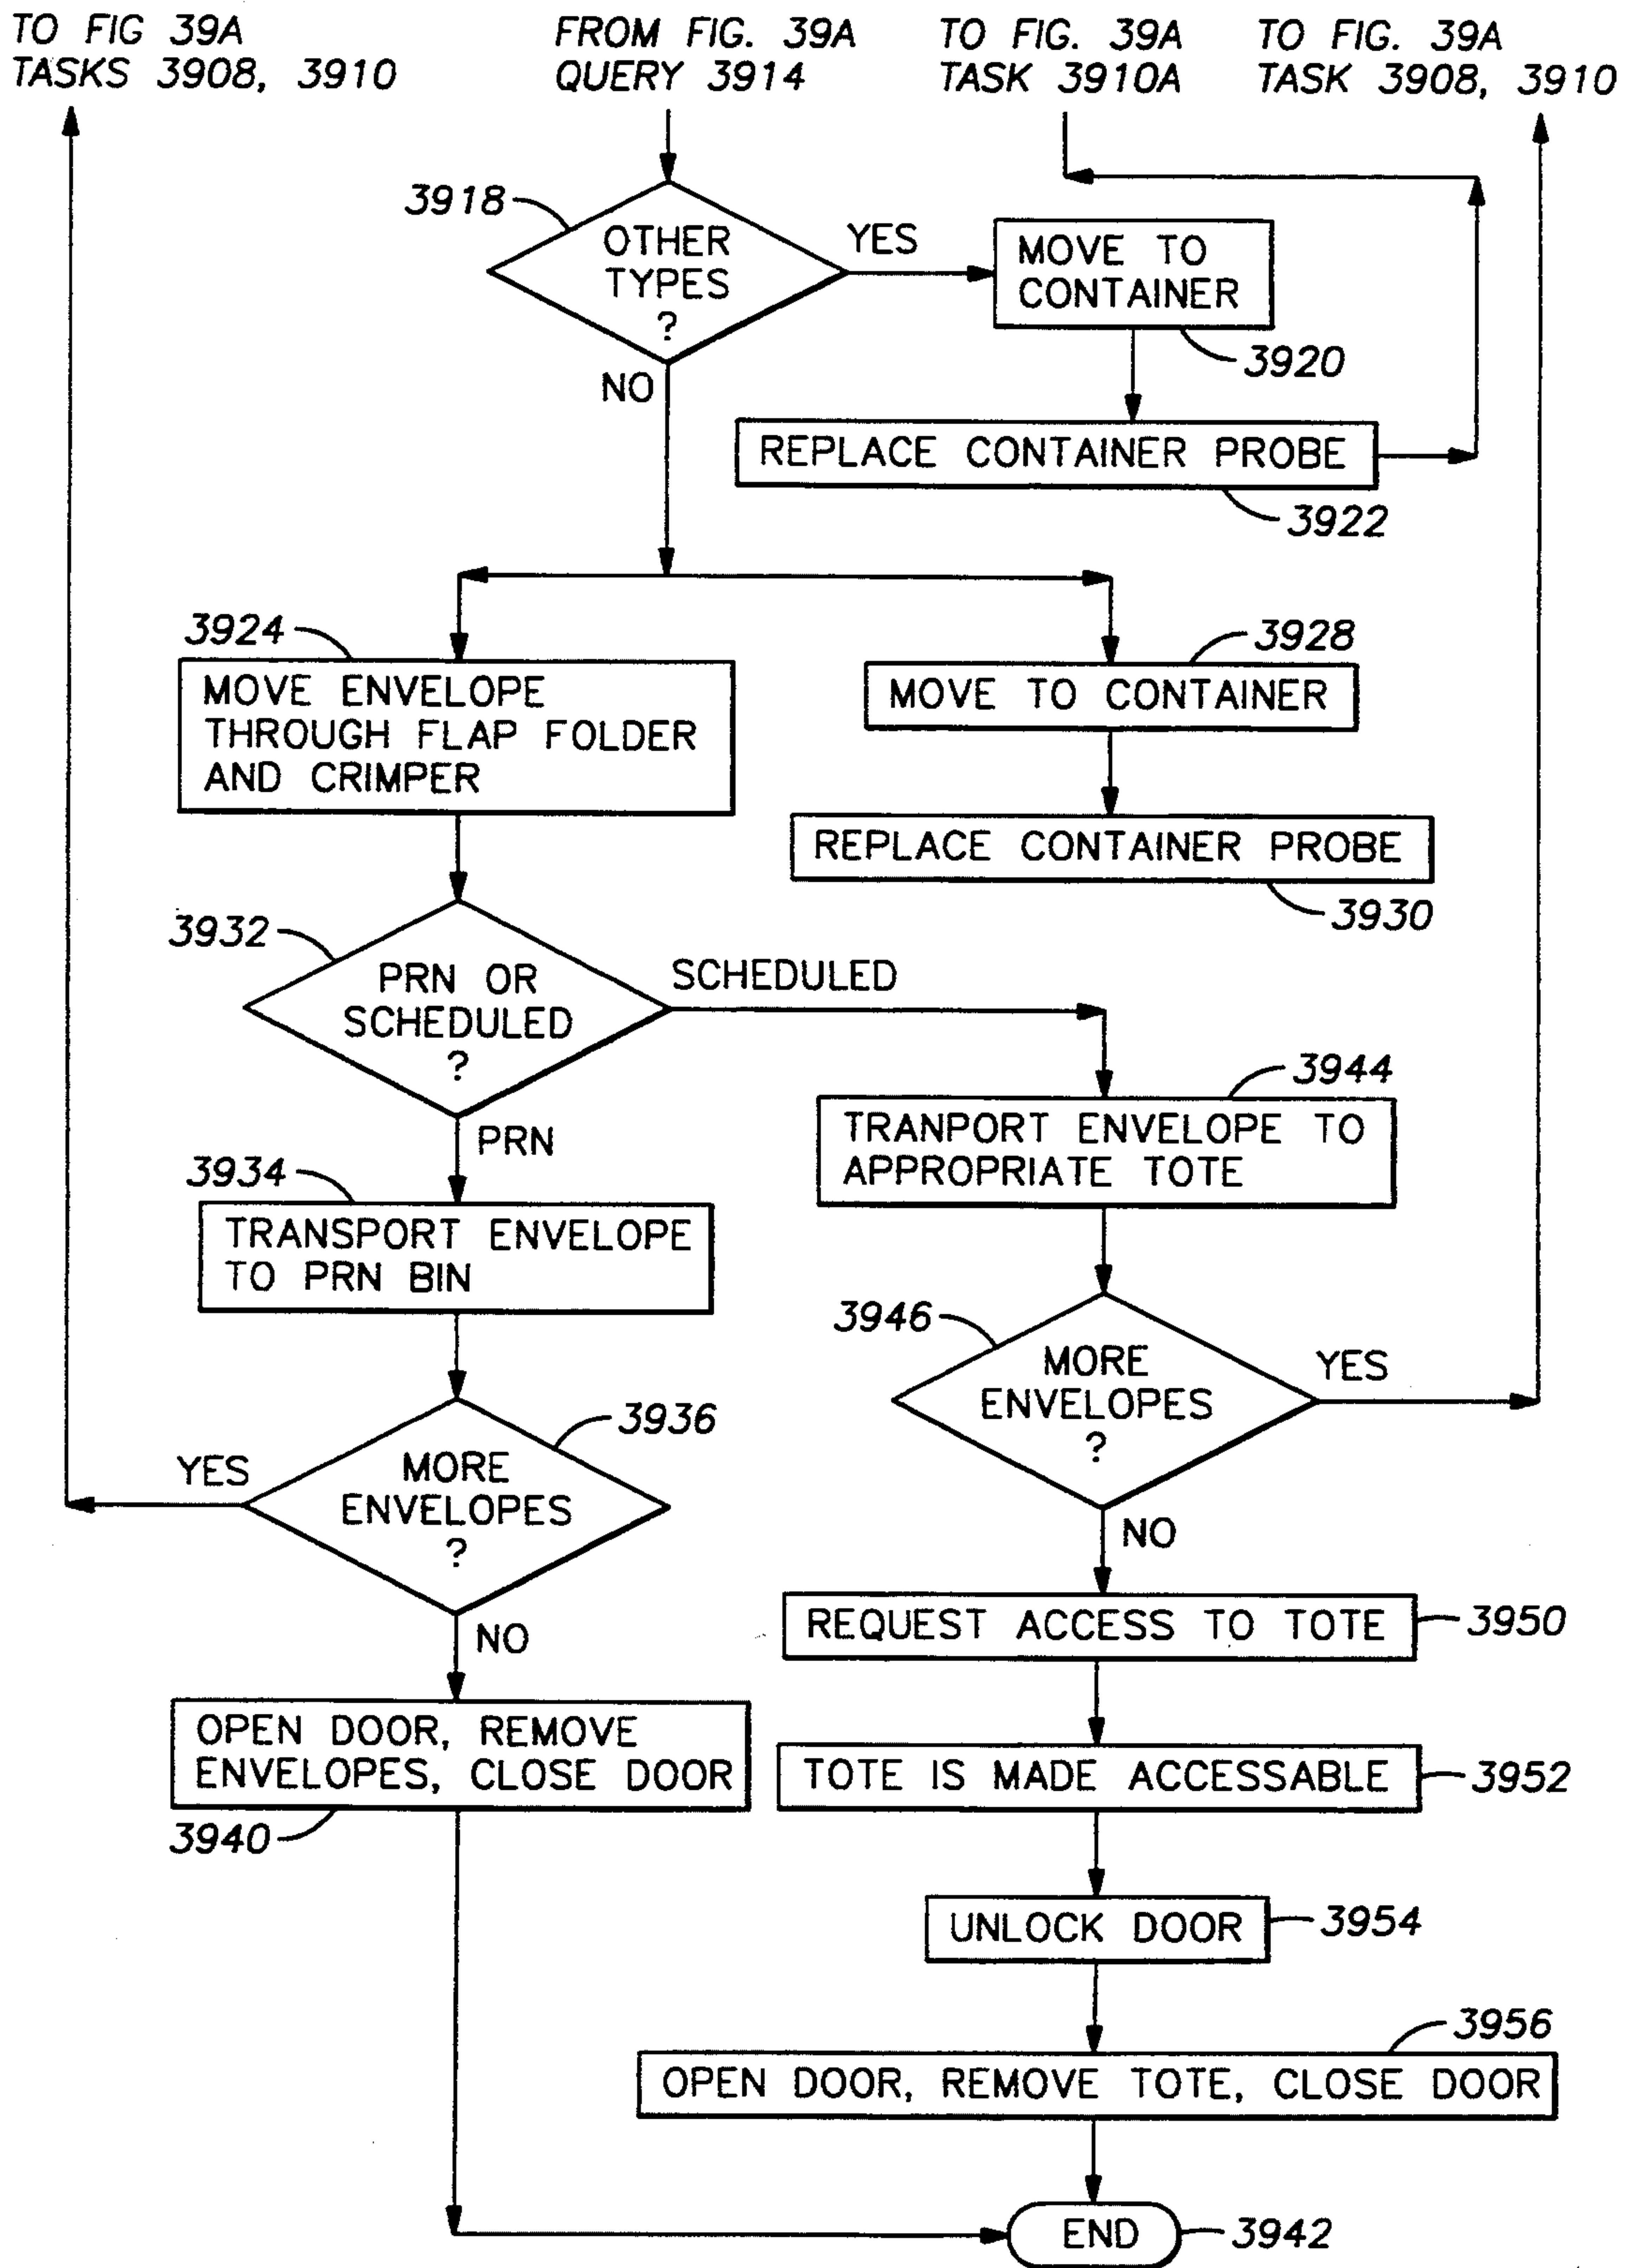 TO FIG 39A
TASKS 3908, 3910
FROM FIG. 39A
QUERY 3914
TO FIG. 39A
TASK 3910A
TO FIG. 39A
TASK 3908, 3910
3918
OTHER
TYPES
?
YES
MOVE TO
CONTAINER
3920
NO
REPLACE CONTAINER PROBE
3922
3924
MOVE ENVELOPE
THROUGH FLAP FOLDER
AND CRIMPER
3928
MOVE TO CONTAINER
REPLACE CONTAINER PROBE
3930
3932
PRN OR
SCHEDULED
?
SCHEDULED
PRN
3944
TRANPORT ENVELOPE TO
APPROPRIATE TOTE
3934
TRANSPORT ENVELOPE
TO PRN BIN
3946
MORE
ENVELOPES
?
YES
3936
MORE
ENVELOPES
?
YES
NO
NO
REQUEST ACCESS TO TOTE
3950
OPEN DOOR, REMOVE
ENVELOPES, CLOSE DOOR
3940
TOTE IS MADE ACCESSABLE
3952
UNLOCK DOOR
3954
3956
OPEN DOOR, REMOVE TOTE, CLOSE DOOR
END
3942